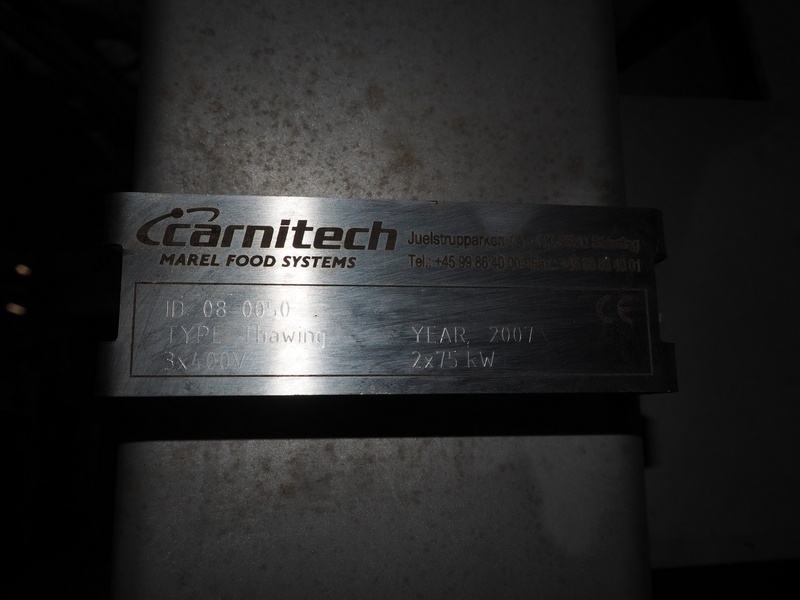 carnitech
MAREL FOOD SYSTEMS
Juelstrupparken
Tel.: +45 99 86 40 00
ID 08 0050
TYPE Thawing
YEAR, 2007
3x400V
2x75 kW
CE